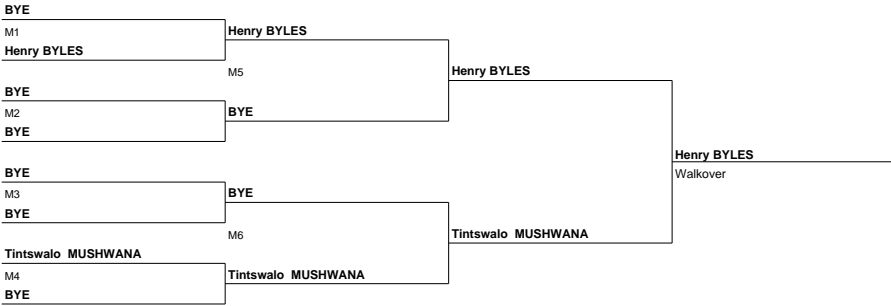 BYE
M1
Henry BYLES
Henry BYLES
M5
BYE
M2
BYE
BYE
Henry BYLES
BYE
M3
BYE
BYE
M6
Tintswalo MUSHWANA
M4
BYE
Tintswalo MUSHWANA
Tintswalo MUSHWANA
Henry BYLES
Walkover